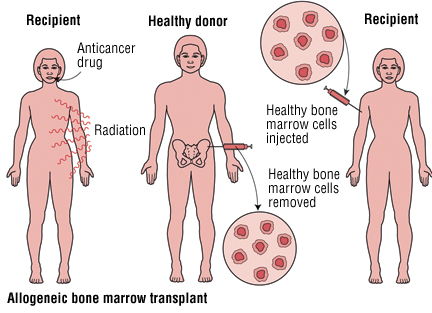 Recipient
Anticancer
drug
Radiation
Healthy donor
Healthy bone
marrow cells
removed
Recipient
Healthy bone
marrow cells
injected
Allogeneic bone marrow transplant